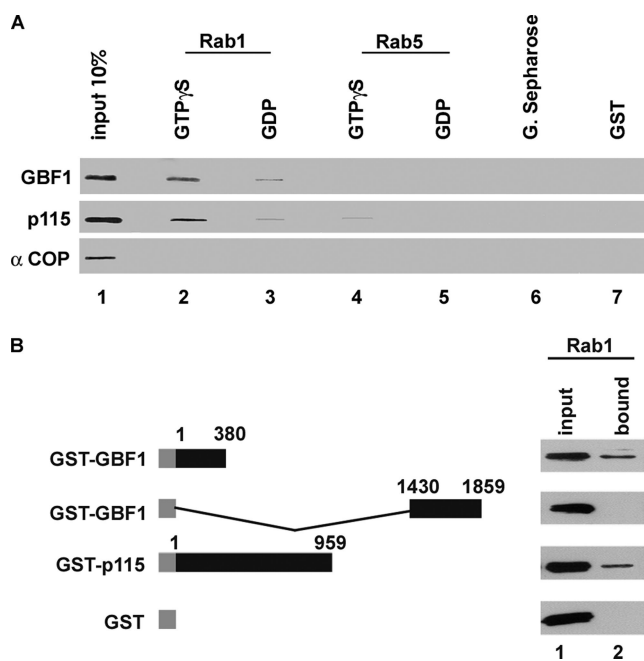 A
Rab1 Rab5
input 10% GTPγS GDP GTPγS GDP G. Sepharose GST
GBF1
p115
α COP
1 2 3 4 5 6 7
B
Rab1
input bound
1 380
GST-GBF1
1430 1859
GST-GBF1
1 959
GST-p115
GST
1 2